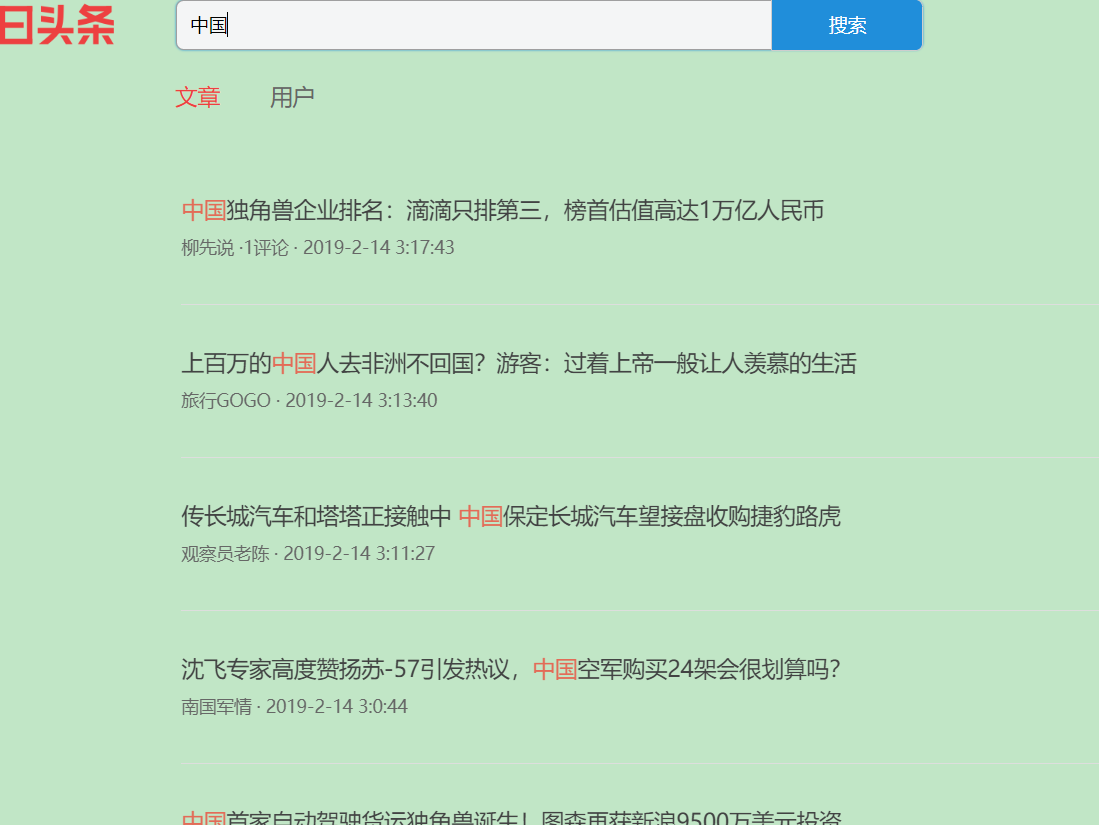 日头条
中国
搜索
文章 用户
中国独角兽企业排名：滴滴只排第三，榜首估值高达1万亿人民币
柳先说 ·1评论 · 2019-2-14 3:17:43
上百万的中国人去非洲不回国？游客：过着上帝一般让人羡慕的生活
旅行GOGO · 2019-2-14 3:13:40
传长城汽车和塔塔正接触中 中国保定长城汽车望接盘收购捷豹路虎
观察员老陈 · 2019-2-14 3:11:27
沈飞专家高度赞扬苏-57引发热议，中国空军购买24架会很划算吗？
南国军情 · 2019-2-14 3:0:44
中国首家自动驾驶货运独角兽诞生！图森再获新浪9500万美元投资